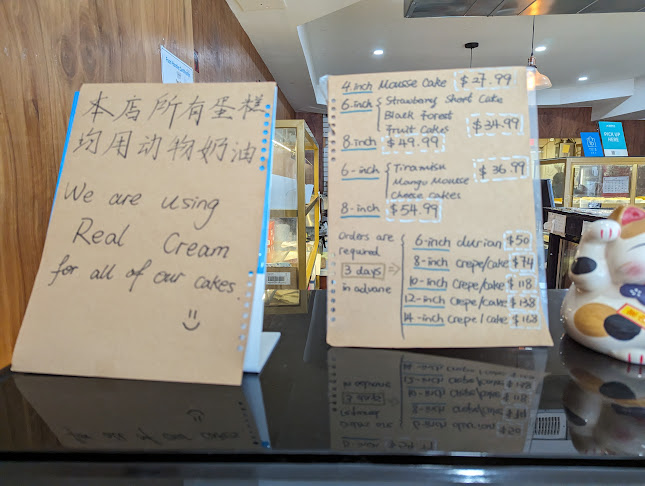 本店所有蛋糕
均用动物奶油
We are using
Real Cream
for all of our cakes.
4.inch Mousse Cake $27.99
6.inch Strawberry Short Cake
Black Forest
Fruit Cakes $34.99
8.inch $49.99
6-inch Tiramisu $36.99
Mango Mousse
cheese cakes
8-inch $54.99
orders are
required
3 days
in advance
6-inch durian $50
8-inch crepe/cake $74
10-inch crepe/cake $118
12-inch crepe/cake $138
14-inch crepe/cake $168
PICK UP
HERE